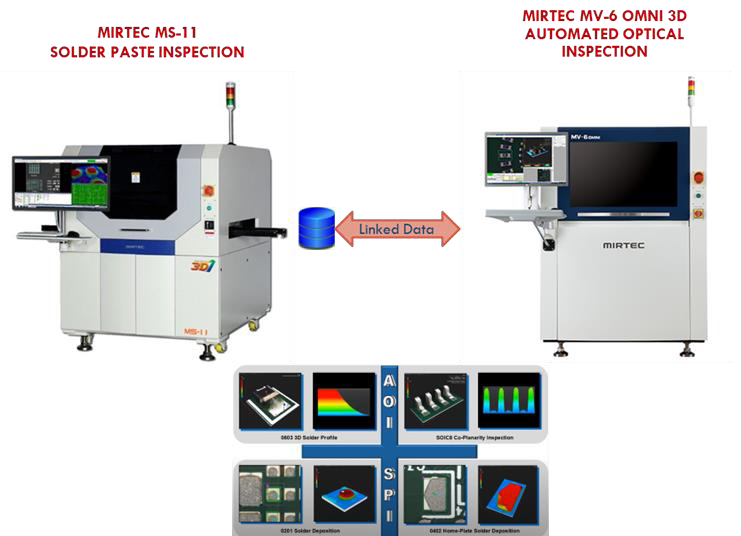 MIRTEC MS-11
SOLDER PASTE INSPECTION
MIRTEC MV-6 OMNI 3D
AUTOMATED OPTICAL
INSPECTION
MV-6 OMNI
Linked Data
MIRTEC
MIRTEC
3D
MS-11
AOI
0603 3D Solder Profile
SOIC8 Co-Planarity Inspection
SPI
0201 Solder Deposition
0402 Home-Plate Solder Deposition